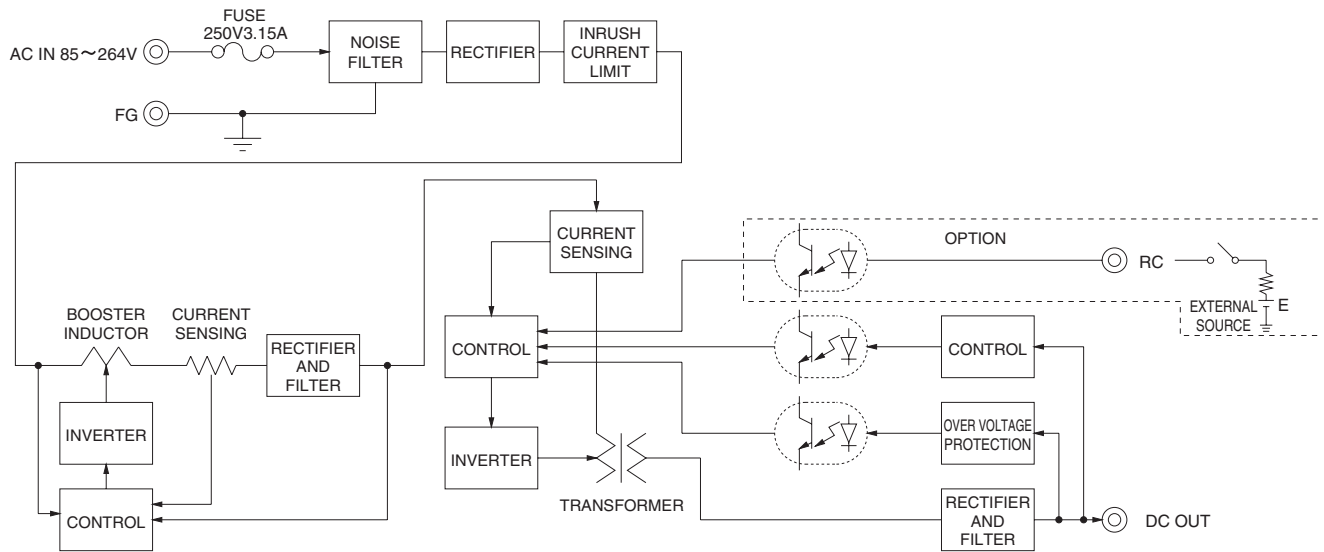 FUSE
250V3.15A
AC IN 85～264V
NOISE
FILTER
RECTIFIER
INRUSH
CURRENT
LIMIT
FG
CURRENT
SENSING
OPTION
RC
E
EXTERNAL
SOURCE
BOOSTER
INDUCTOR
CURRENT
SENSING
RECTIFIER
AND
FILTER
CONTROL
CONTROL
INVERTER
INVERTER
OVER VOLTAGE
PROTECTION
CONTROL
TRANSFORMER
RECTIFIER
AND
FILTER
DC OUT